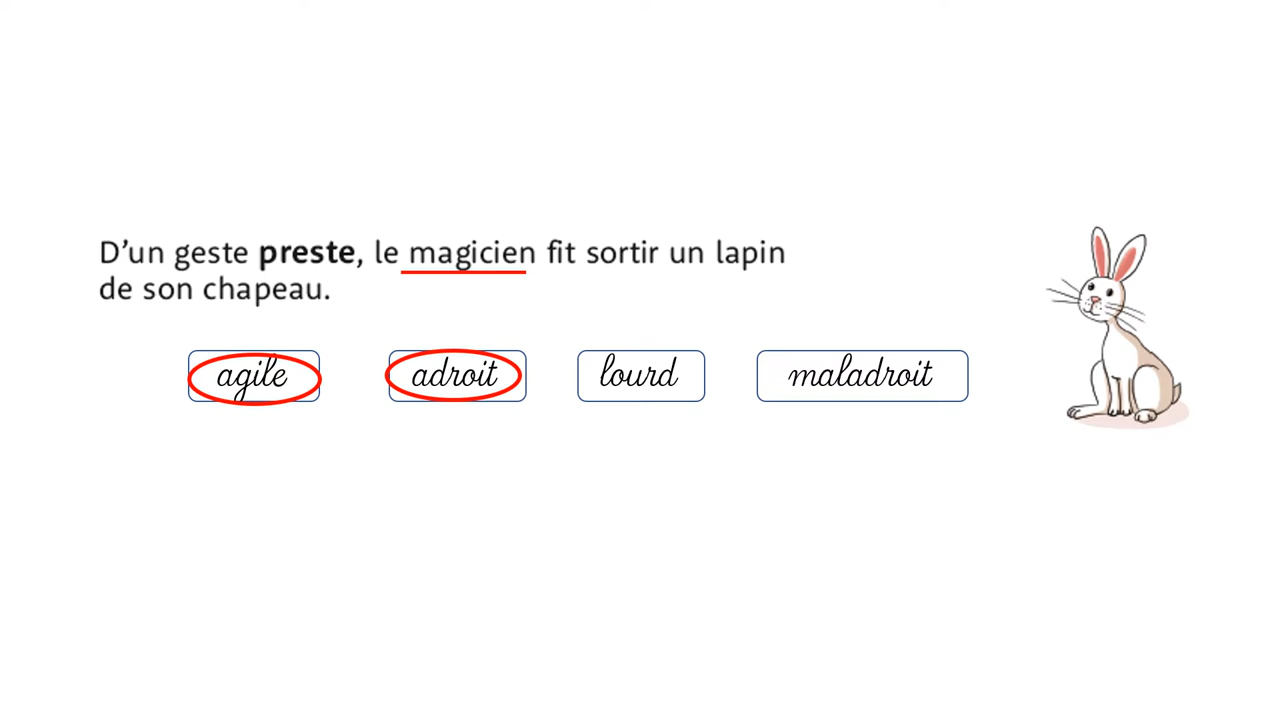 D’un geste preste, le magicien fit sortir un lapin
de son chapeau.
agile adroit lourd maladroit